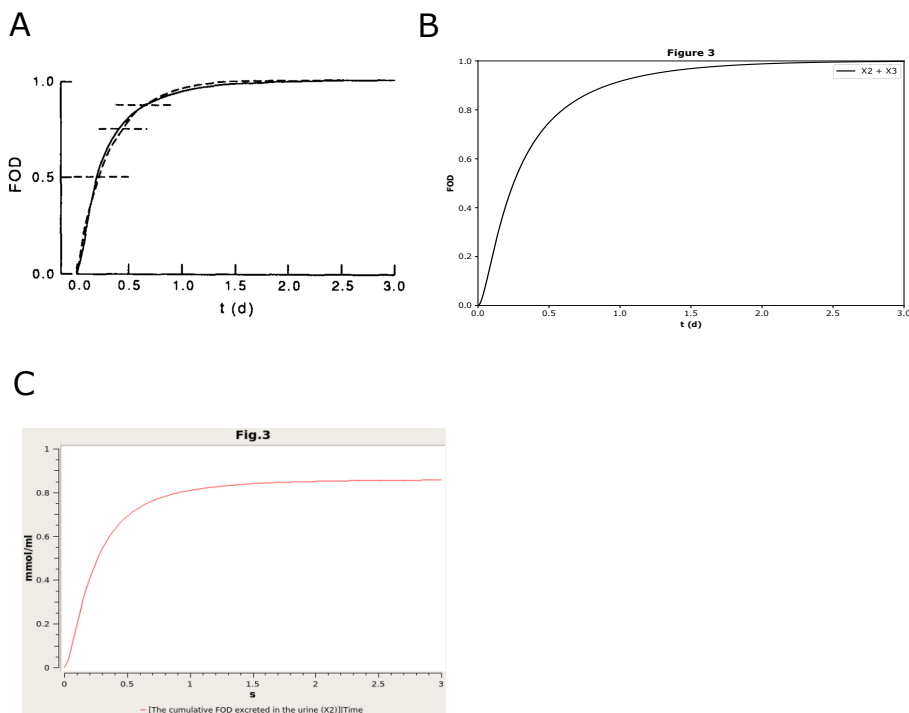 A
1.0
0.5
0.0
FOD
0.0 0.5 1.0 1.5 2.0 2.5 3.0
t (d)
B
Figure 3
X2 + X3
1.0
0.8
0.6
0.4
0.2
0.0
FOD
0.0 0.5 1.0 1.5 2.0 2.5 3.0
t (d)
C
Fig.3
1
0.8
0.6
0.4
0.2
0
mmol/ml
0 0.5 1 1.5 2 2.5 3
s
[The cumulative FOD excreted in the urine (X2)]|Time